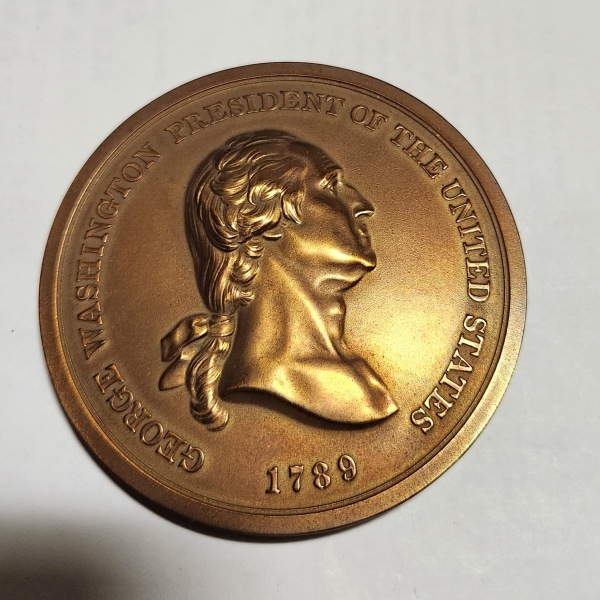 GEORGE WASHINGTON PRESIDENT OF THE UNITED STATES
1789